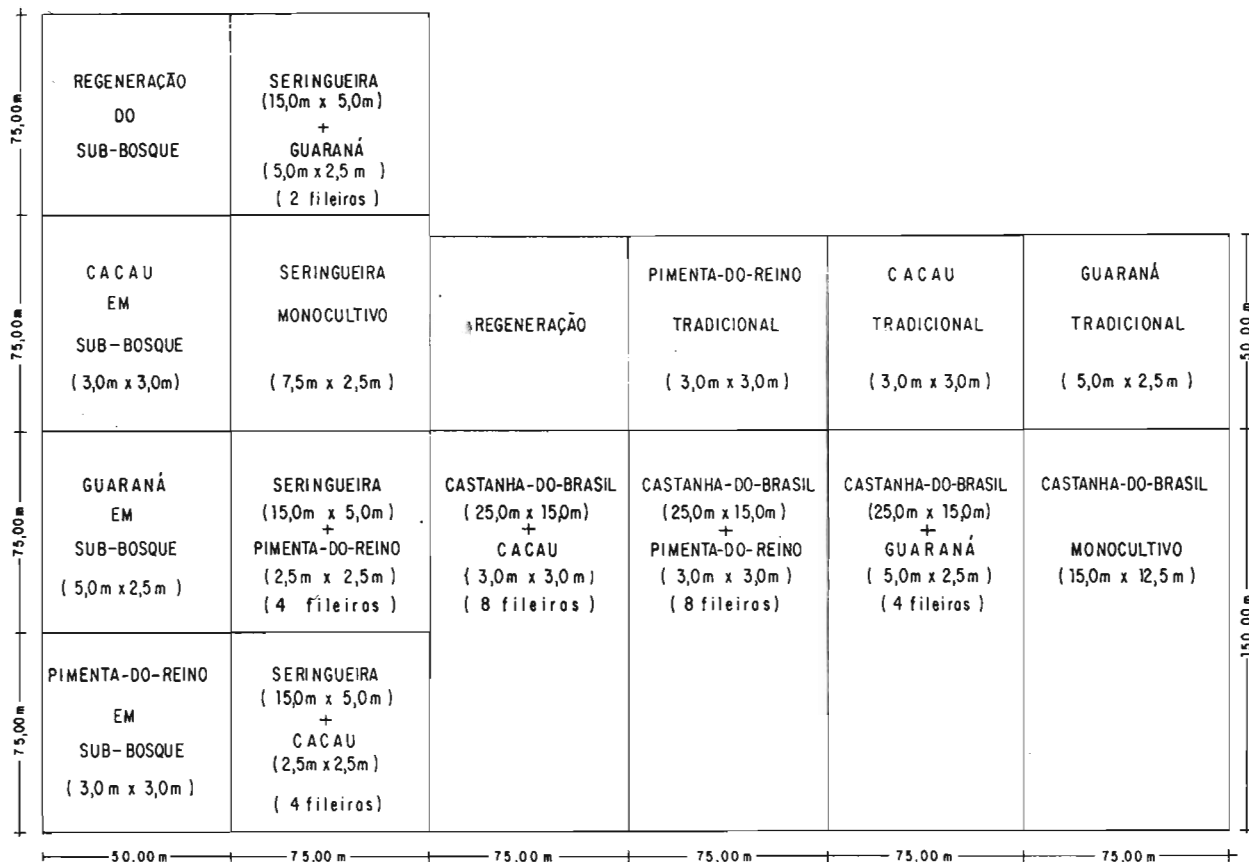 REGENERAÇÃO
DO
SUB-BOSQUE
SERINGUEIRA
(15,0m x 5,0m)
+
GUARANÁ
(5,0m x 2,5 m )
( 2 fileiras )
75,00m
CACAU
EM
SUB-BOSQUE
(3,0m x 3,0m)
SERINGUEIRA
MONOCULTIVO
(7,5m x 2,5m)
REGENERAÇÃO
PIMENTA-DO-REINO
TRADICIONAL
(3,0m x 3,0m)
CACAU
TRADICIONAL
(3,0m x 3,0m)
GUARANÁ
TRADICIONAL
(5,0m x 2,5m)
75,00m
50,00m
GUARANÁ
EM
SUB-BOSQUE
(5,0m x 2,5m)
SERINGUEIRA
(15,0m x 5,0m)
+
PIMENTA-DO-REINO
(2,5m x 2,5m)
(4 fileiras)
CASTANHA-DO-BRASIL
(25,0m x 15,0m)
+
CACAU
(3,0m x 3,0m)
(8 fileiras)
CASTANHA-DO-BRASIL
(25,0m x 15,0m)
+
PIMENTA-DO-REINO
(3,0m x 3,0m)
(8 fileiras)
CASTANHA-DO-BRASIL
(25,0m x 15,0m)
+
GUARANÁ
(5,0m x 2,5m)
(4 fileiras)
CASTANHA-DO-BRASIL
MONOCULTIVO
(15,0m x 12,5m)
75,00m
150,00m
PIMENTA-DO-REINO
EM
SUB-BOSQUE
(3,0m x 3,0m)
SERINGUEIRA
(15,0m x 5,0m)
+
CACAU
(2,5m x 2,5m)
(4 fileiras)
75,00m
50,00m
75,00m
75,00m
75,00m
75,00m
75,00m